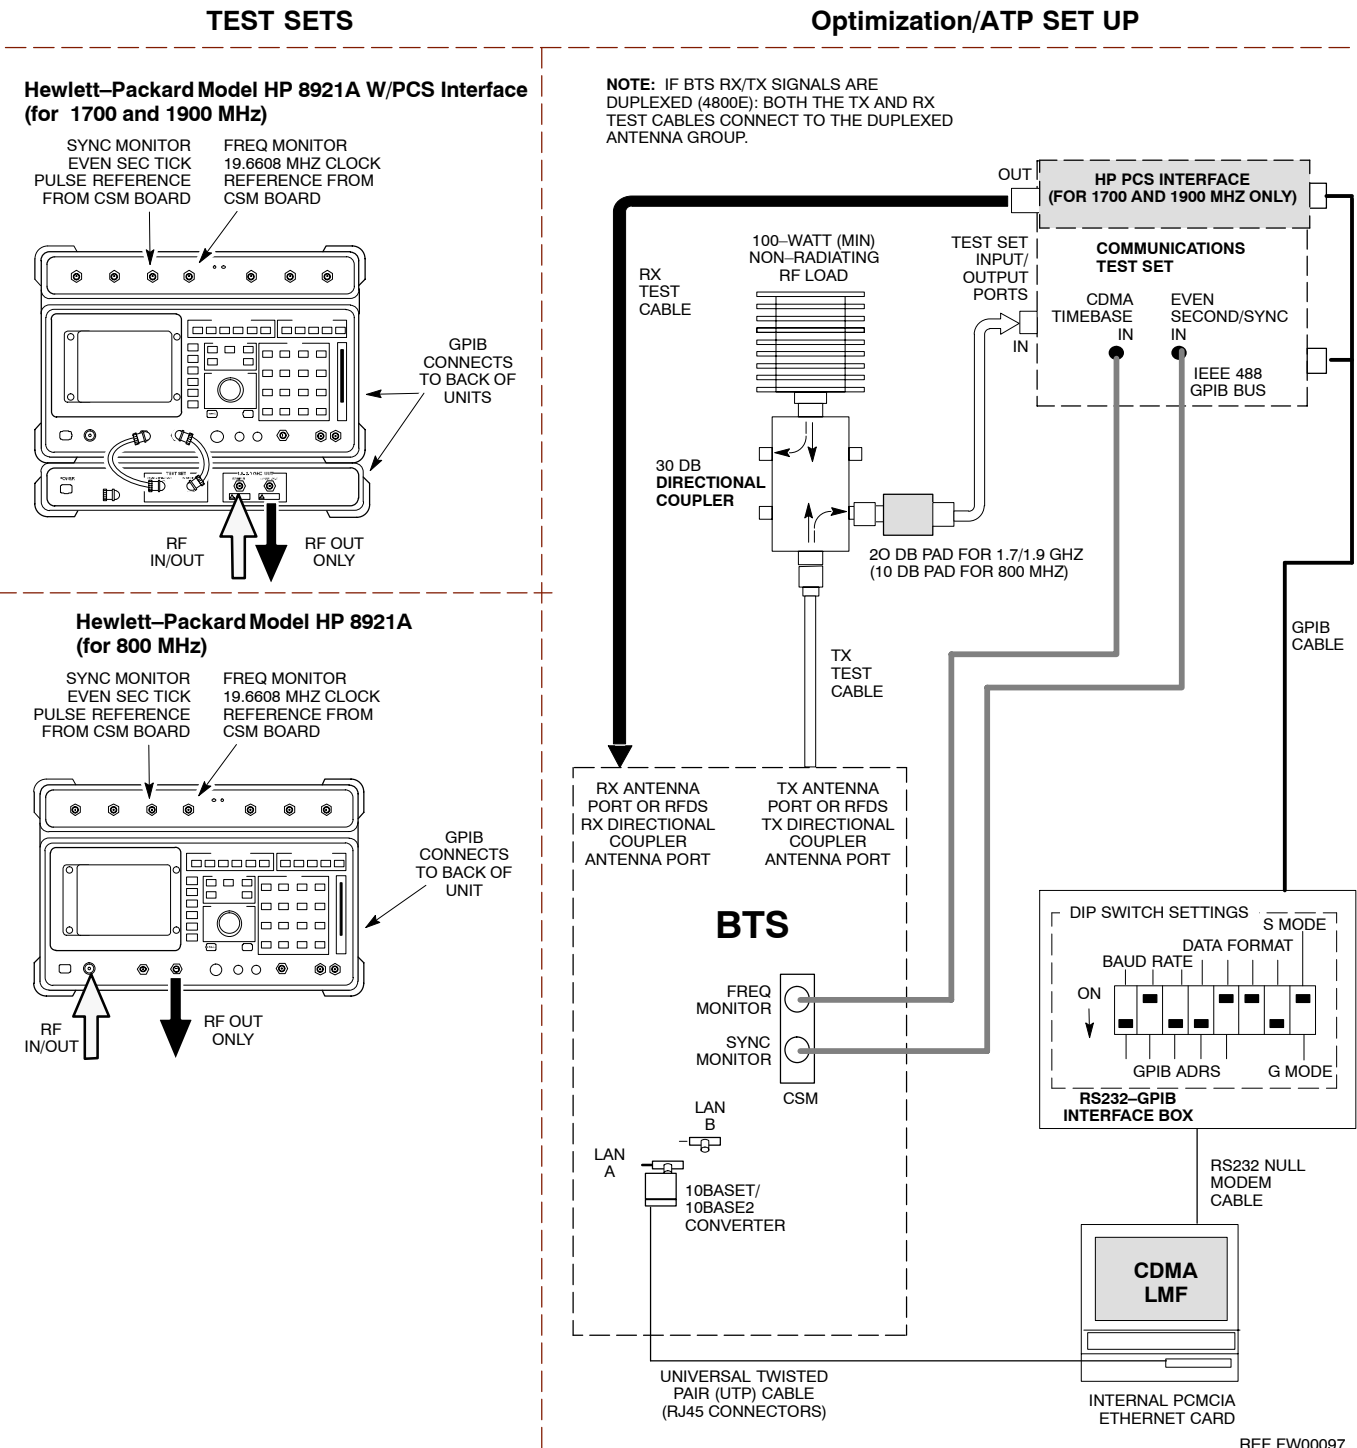 TEST SETS
Optimization/ATP SET UP
Hewlett–Packard Model HP 8921A W/PCS Interface
(for 1700 and 1900 MHz)
SYNC MONITOR
EVEN SEC TICK
PULSE REFERENCE
FROM CSM BOARD
FREQ MONITOR
19.6608 MHZ CLOCK
REFERENCE FROM
CSM BOARD
GPIB
CONNECTS
TO BACK OF
UNITS
RF
IN/OUT
RF OUT
ONLY
Hewlett–Packard Model HP 8921A
(for 800 MHz)
SYNC MONITOR
EVEN SEC TICK
PULSE REFERENCE
FROM CSM BOARD
FREQ MONITOR
19.6608 MHZ CLOCK
REFERENCE FROM
CSM BOARD
GPIB
CONNECTS
TO BACK OF
UNIT
RF
IN/OUT
RF OUT
ONLY
NOTE: IF BTS RX/TX SIGNALS ARE
DUPLEXED (4800E): BOTH THE TX AND RX
TEST CABLES CONNECT TO THE DUPLEXED
ANTENNA GROUP.
OUT
HP PCS INTERFACE
(FOR 1700 AND 1900 MHZ ONLY)
COMMUNICATIONS
TEST SET
TEST SET
INPUT/
OUTPUT
PORTS
IN
CDMA
TIMEBASE
IN
EVEN
SECOND/SYNC
IN
IEEE 488
GPIB BUS
RX
TEST
CABLE
100–WATT (MIN)
NON–RADIATING
RF LOAD
30 DB
DIRECTIONAL
COUPLER
2O DB PAD FOR 1.7/1.9 GHZ
(10 DB PAD FOR 800 MHZ)
GPIB
CABLE
TX
TEST
CABLE
RX ANTENNA
PORT OR RFDS
RX DIRECTIONAL
COUPLER
ANTENNA PORT
TX ANTENNA
PORT OR RFDS
TX DIRECTIONAL
COUPLER
ANTENNA PORT
BTS
FREQ
MONITOR
SYNC
MONITOR
CSM
LAN
B
LAN
A
10BASET/
10BASE2
CONVERTER
DIP SWITCH SETTINGS
S MODE
DATA FORMAT
BAUD RATE
ON
GPIB ADRS
G MODE
RS232–GPIB
INTERFACE BOX
RS232 NULL
MODEM
CABLE
CDMA
LMF
UNIVERSAL TWISTED
PAIR (UTP) CABLE
(RJ45 CONNECTORS)
INTERNAL PCMCIA
ETHERNET CARD
REF FW00097